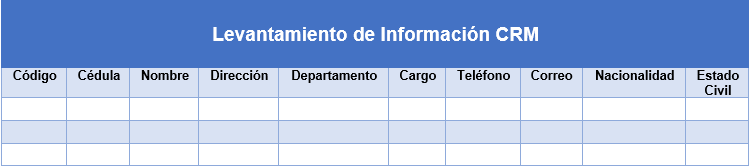 Levantamiento de Información CRM
Código Cédula Nombre Dirección Departamento Cargo Teléfono Correo Nacionalidad Estado Civil